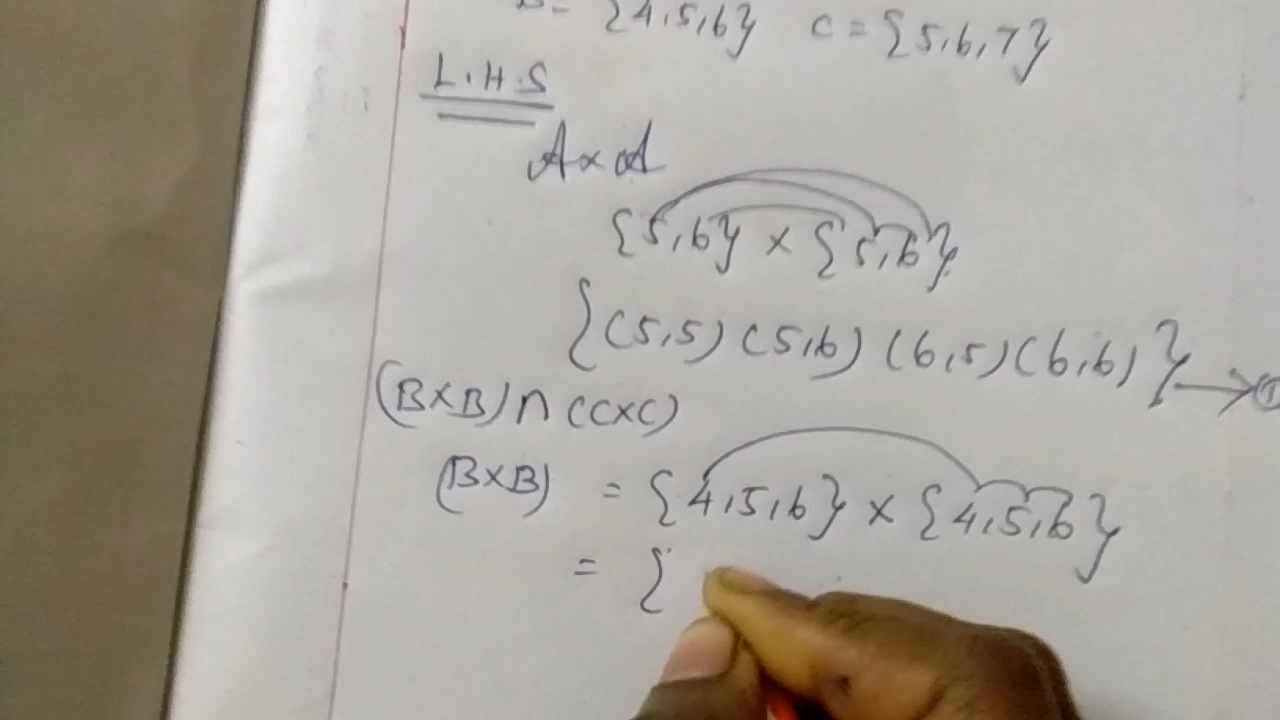 B = {4,5,6} C = {5,6,7}
L.H.S
A × A
{5,6} × {5,6}
{(5,5) (5,6) (6,5) (6,6)} → ①
(B×B) ∩ (C×C)
(B×B) = {4,5,6} × {4,5,6}
= {